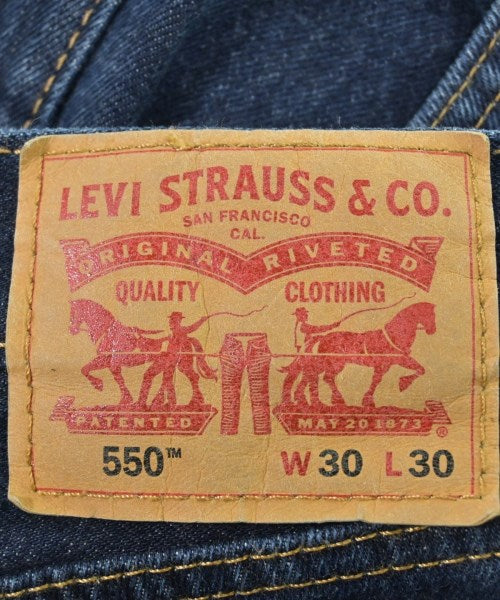 LEVI STRAUSS & CO.
SAN FRANCISCO
CAL.
ORIGINAL RIVETED
QUALITY CLOTHING
PATENTED MAY 20 1873 ®
550™ W 30 L 30